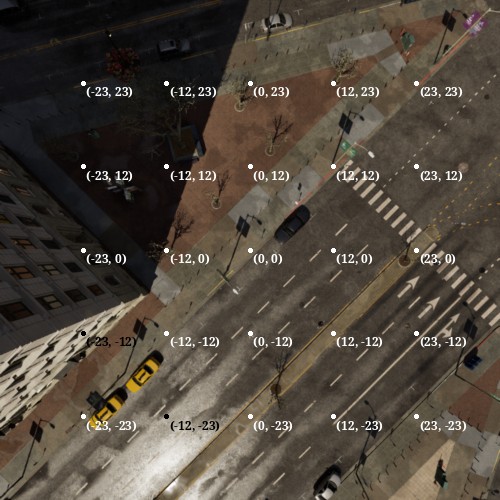 (-23, 23) (-12, 23) (0, 23) (12, 23) (23, 23)
(-23, 12) (-12, 12) (0, 12) (12, 12) (23, 12)
(-23, 0) (-12, 0) (0, 0) (12, 0) (23, 0)
(-23, -12) (-12, -12) (0, -12) (12, -12) (23, -12)
(-23, -23) (-12, -23) (0, -23) (12, -23) (23, -23)